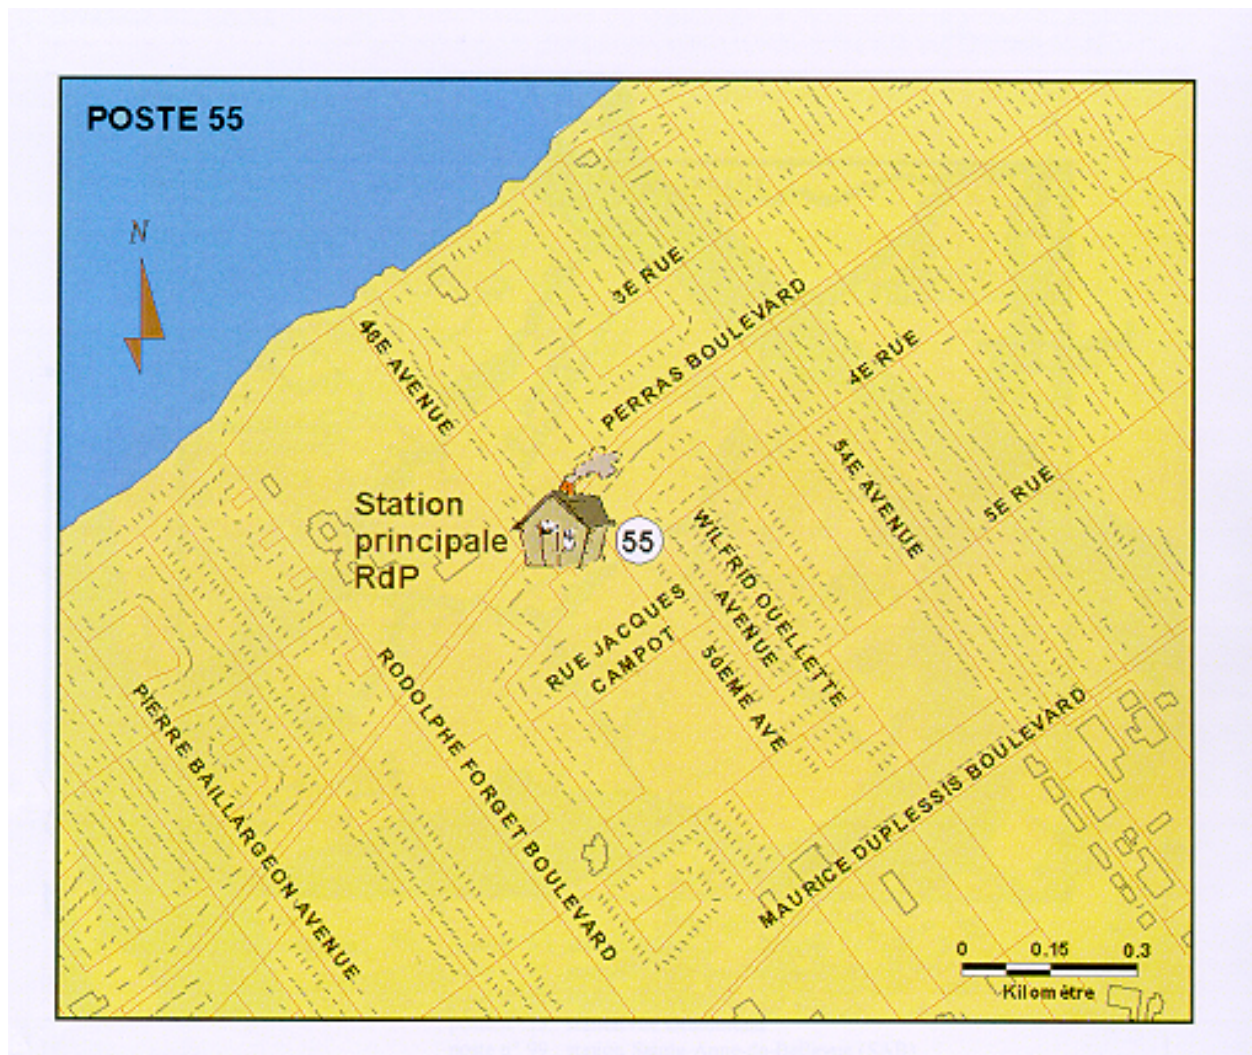 POSTE 55
N
3E RUE
PERRAS BOULEVARD
48E AVENUE
4E RUE
54E AVENUE
5E RUE
Station
principale
RdP
55
WILFRID OUELLETTE
AVENUE
RUE JACQUES
CAMPOT
50EME AVE
RODOLPHE FORGET BOULEVARD
PIERRE BAILLARGEON AVENUE
MAURICE DUPLESSIS BOULEVARD
0 0.15 0.3
Kilomètre